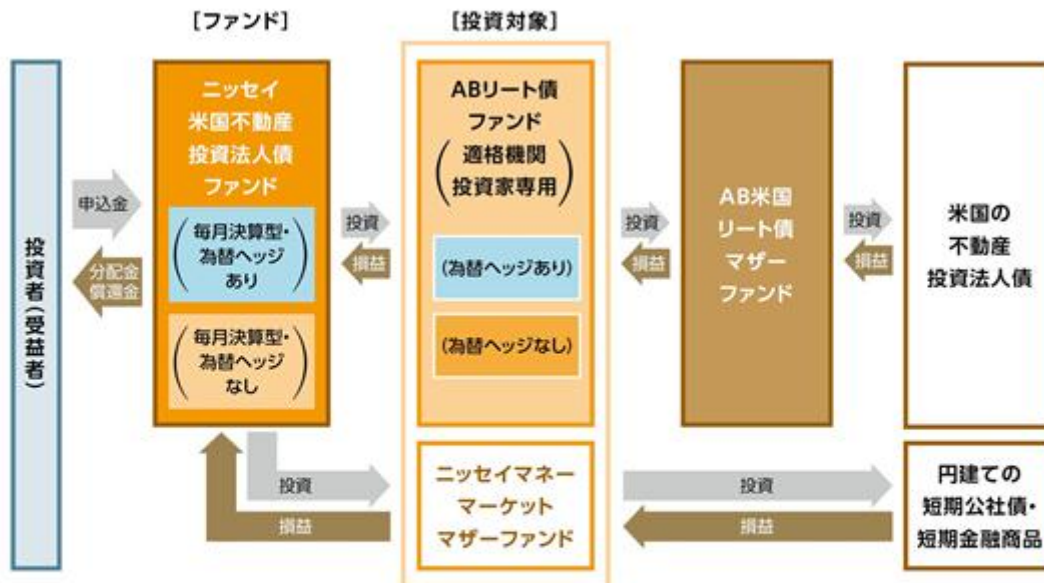 [ファンド]
[投資対象]
投資者(受益者)
申込金
分配金
償還金
ニッセイ
米国不動産
投資法人債
ファンド
(毎月決算型・
為替ヘッジ
あり)
(毎月決算型・
為替ヘッジ
なし)
投資
損益
ABリート債
ファンド
(適格機関
投資家専用)
(為替ヘッジあり)
(為替ヘッジなし)
投資
損益
AB米国
リート債
マザー
ファンド
投資
損益
米国の
不動産
投資法人債
投資
損益
ニッセイマネー
マーケット
マザーファンド
投資
損益
円建ての
短期公社債・
短期金融商品